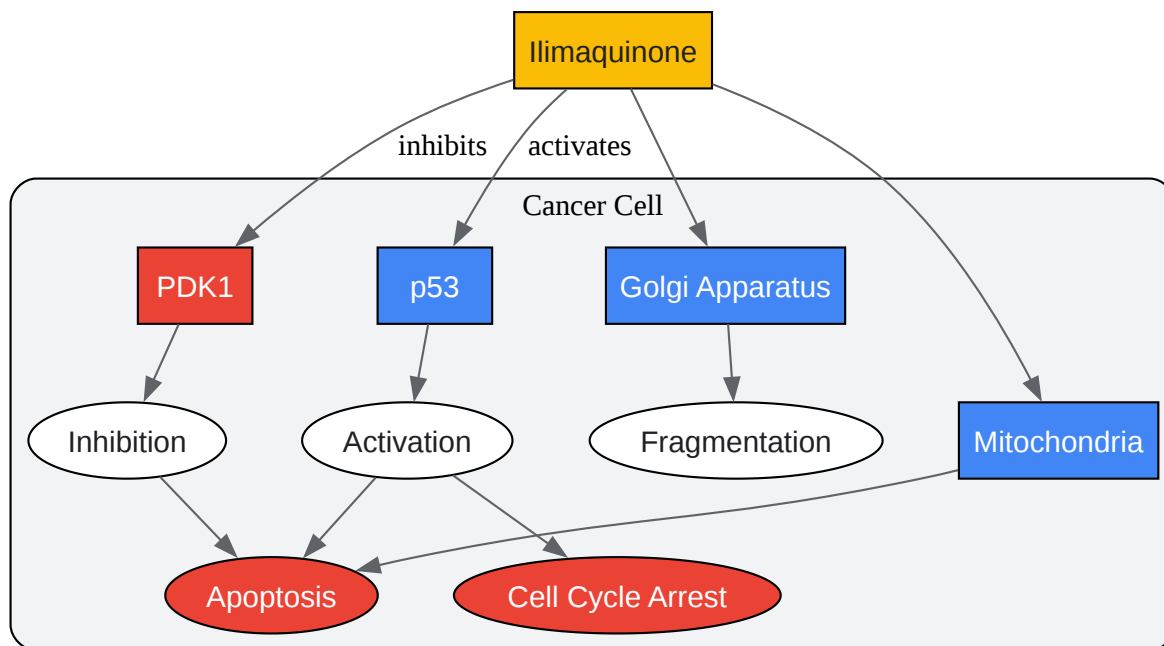 Ilimaquinone
inhibits
activates
Cancer Cell
PDK1
p53
Golgi Apparatus
Inhibition
Activation
Fragmentation
Mitochondria
Apoptosis
Cell Cycle Arrest